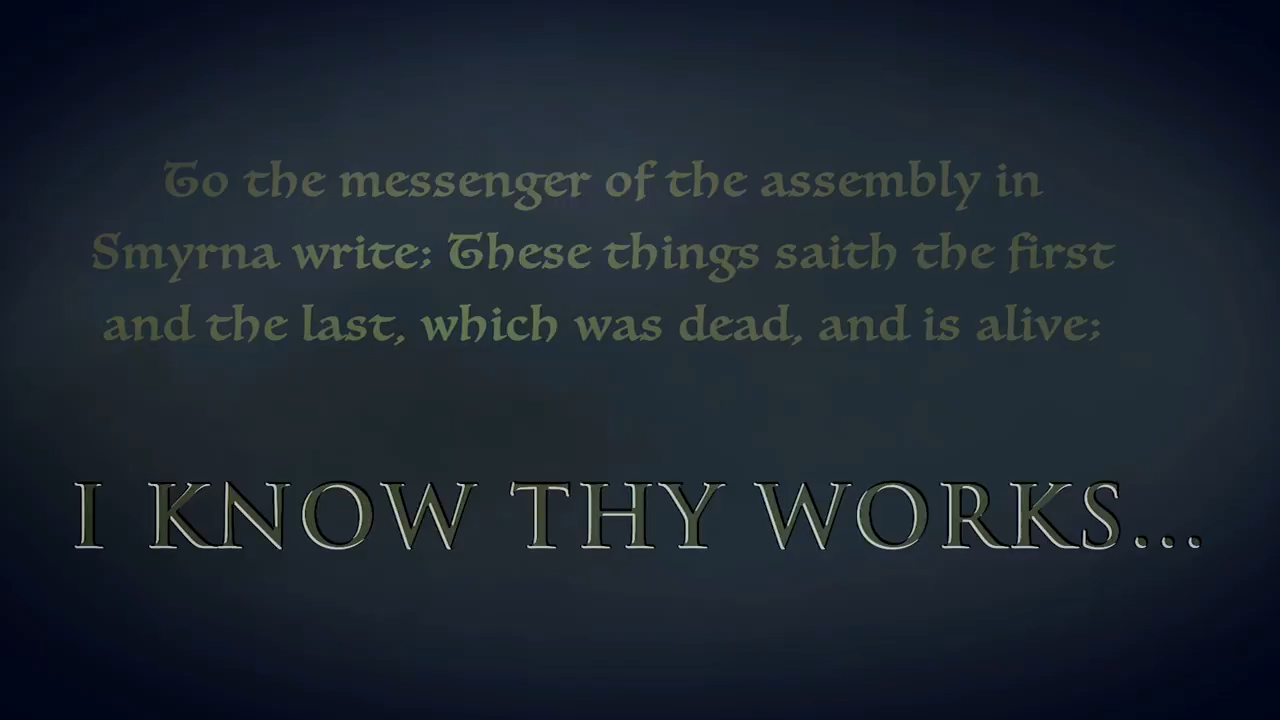 To the messenger of the assembly in
Smyrna write: These things saith the first
and the last, which was dead, and is alive;
I KNOW THY WORKS...